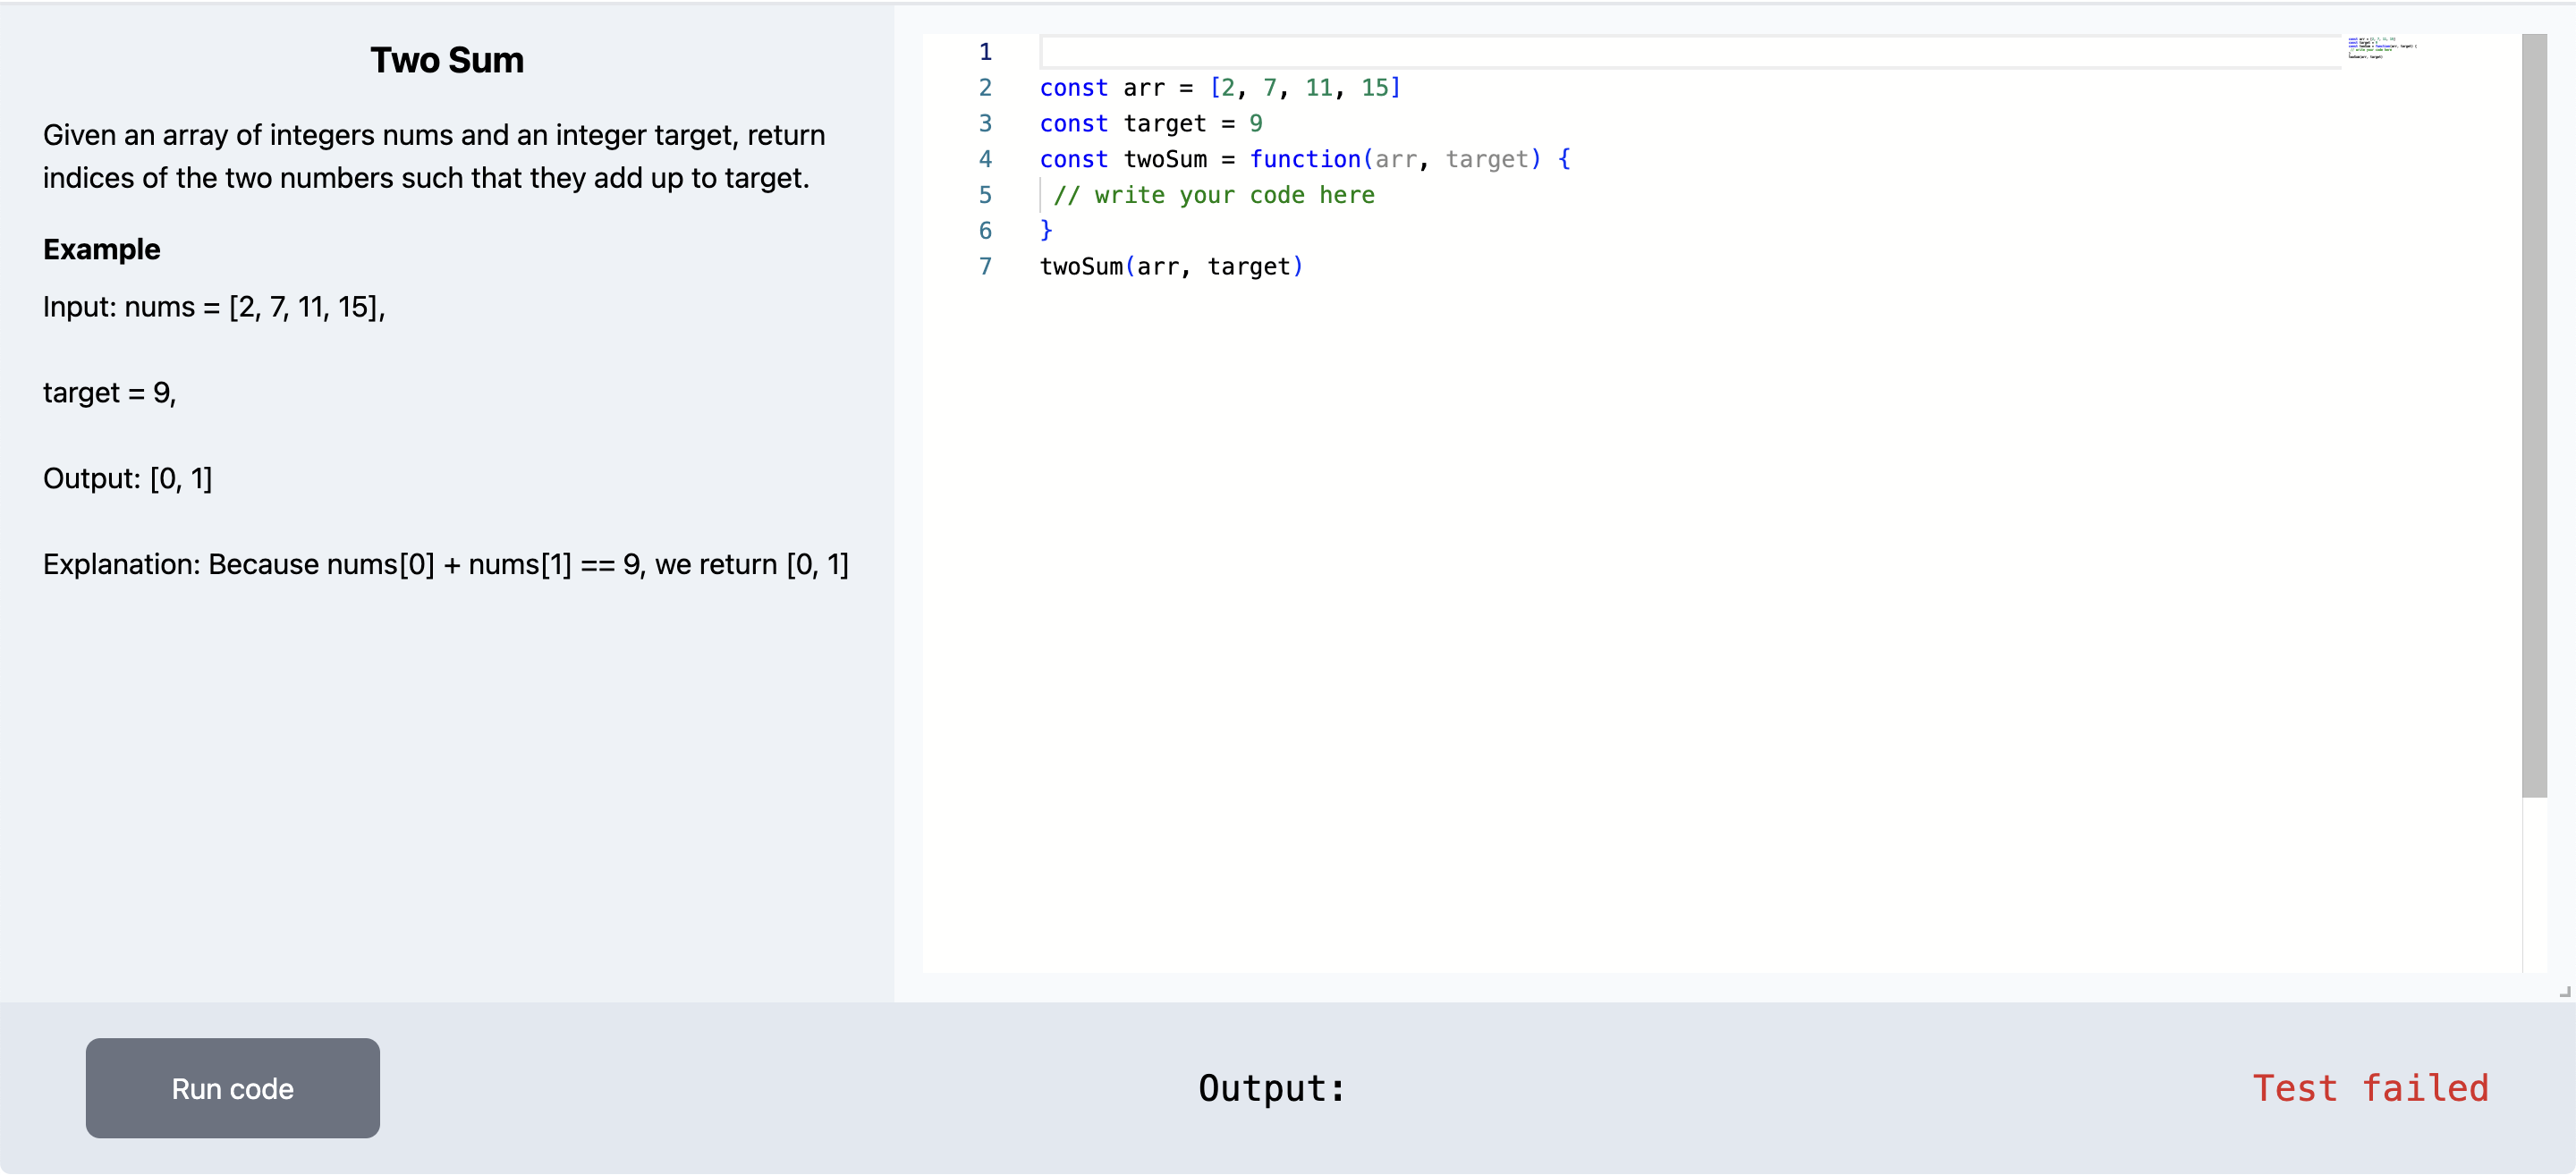 Two Sum
Given an array of integers nums and an integer target, return
indices of the two numbers such that they add up to target.
Example
Input: nums = [2, 7, 11, 15],
target = 9,
Output: [0, 1]
Explanation: Because nums[0] + nums[1] == 9, we return [0, 1]
1
2 const arr = [2, 7, 11, 15]
3 const target = 9
4 const twoSum = function(arr, target) {
5 // write your code here
6 }
7 twoSum(arr, target)
Run code
Output:
Test failed